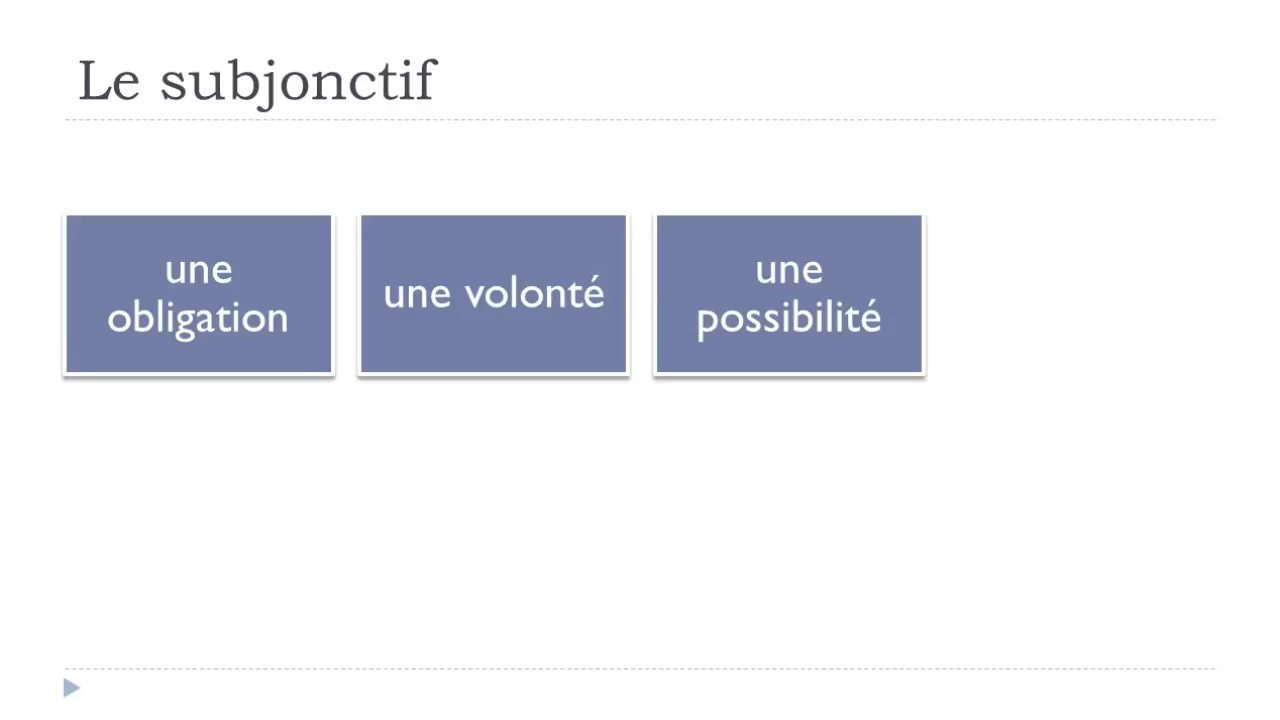 Le subjonctif
une
obligation
une volonté
une
possibilité